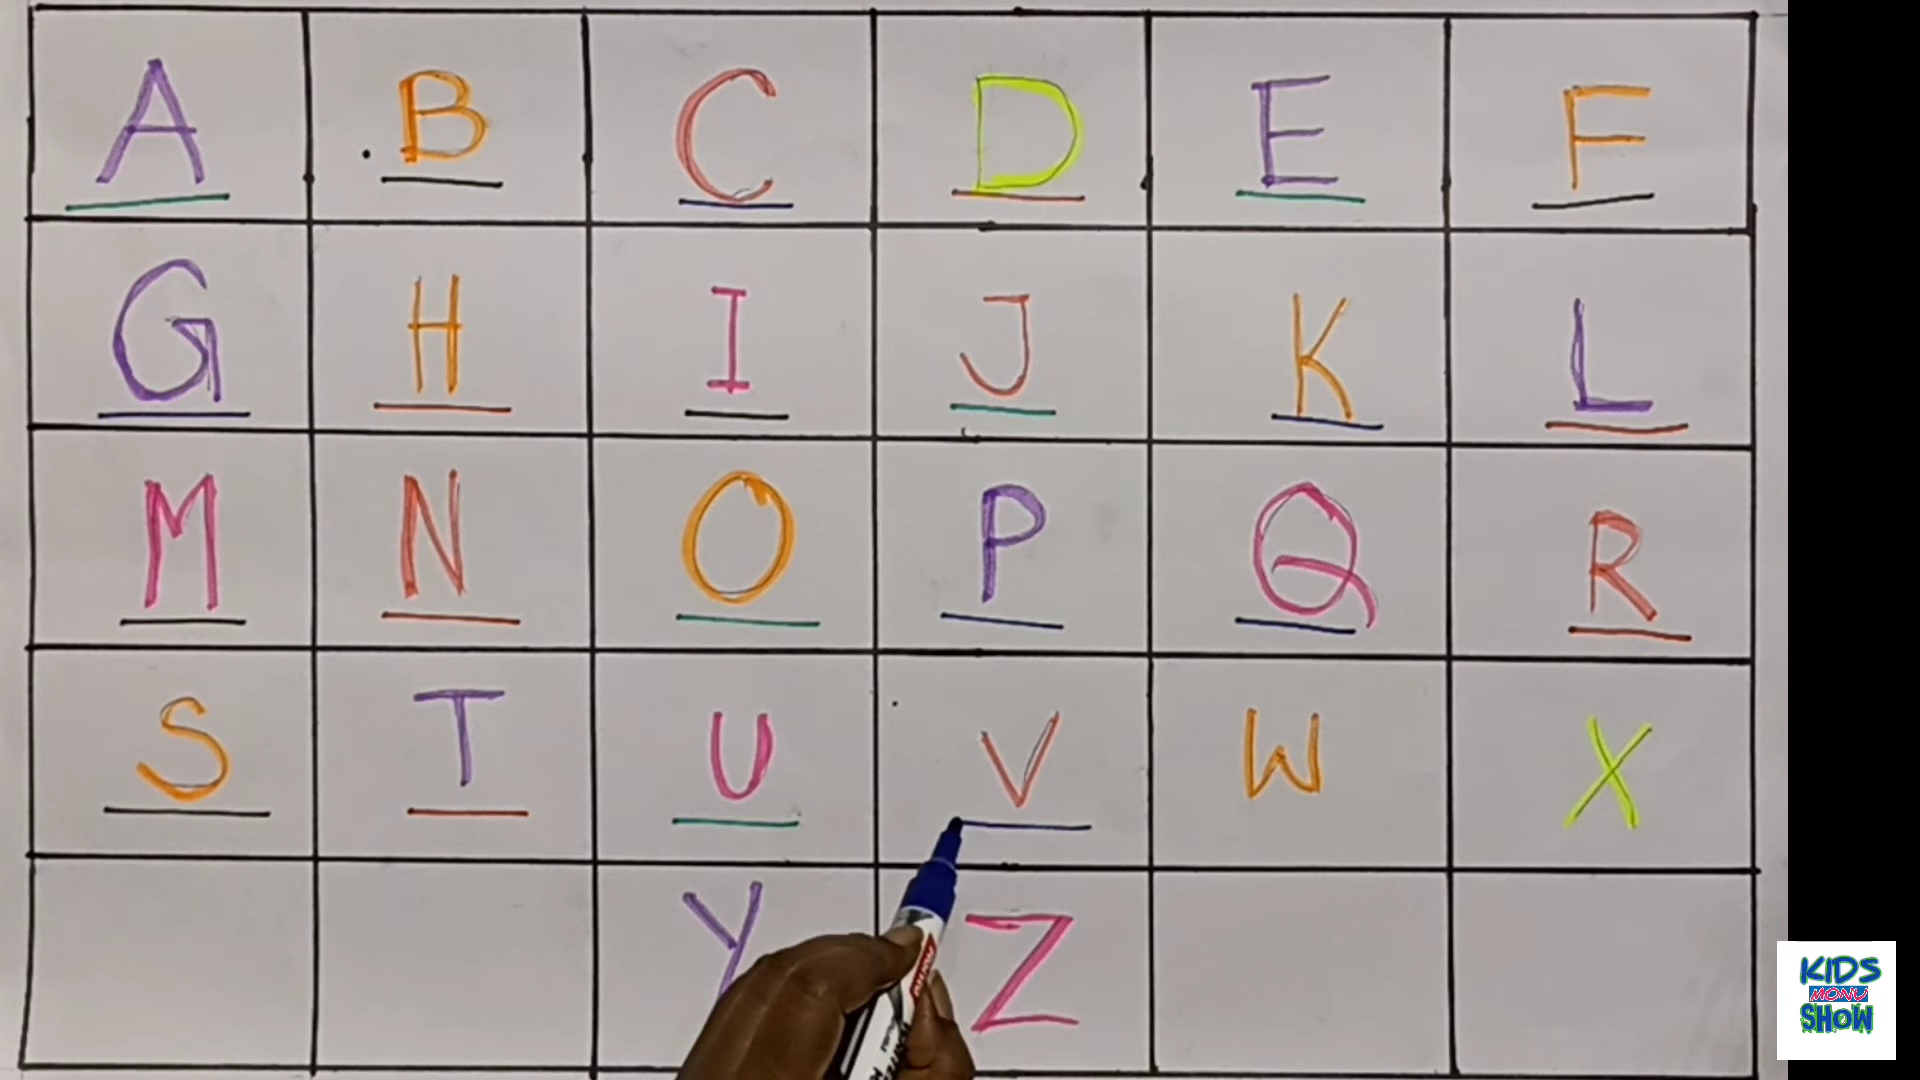 A B C D E F
G H I J K L
M N O P Q R
S T U V W X
Y Z
KIDS
MONU
SHOW